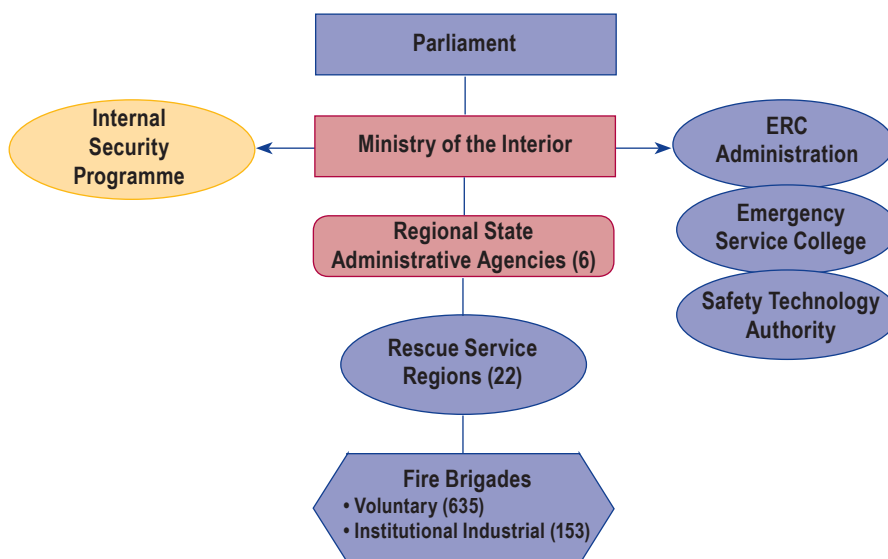 Parliament
Internal
Security
Programme
Ministry of the Interior
ERC
Administration
Emergency
Service College
Safety Technology
Authority
Regional State
Administrative Agencies (6)
Rescue Service
Regions (22)
Fire Brigades
• Voluntary (635)
• Institutional Industrial (153)